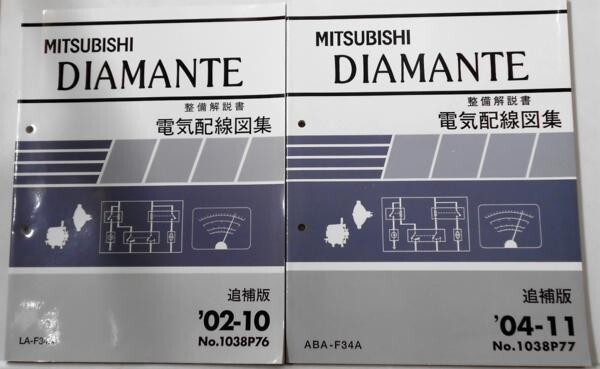 MITSUBISHI
DIAMANTE
整備解説書
電気配線図集
追補版
'02-10
No.1038P76
LA-F34A
MITSUBISHI
DIAMANTE
整備解説書
電気配線図集
追補版
'04-11
No.1038P77
ABA-F34A